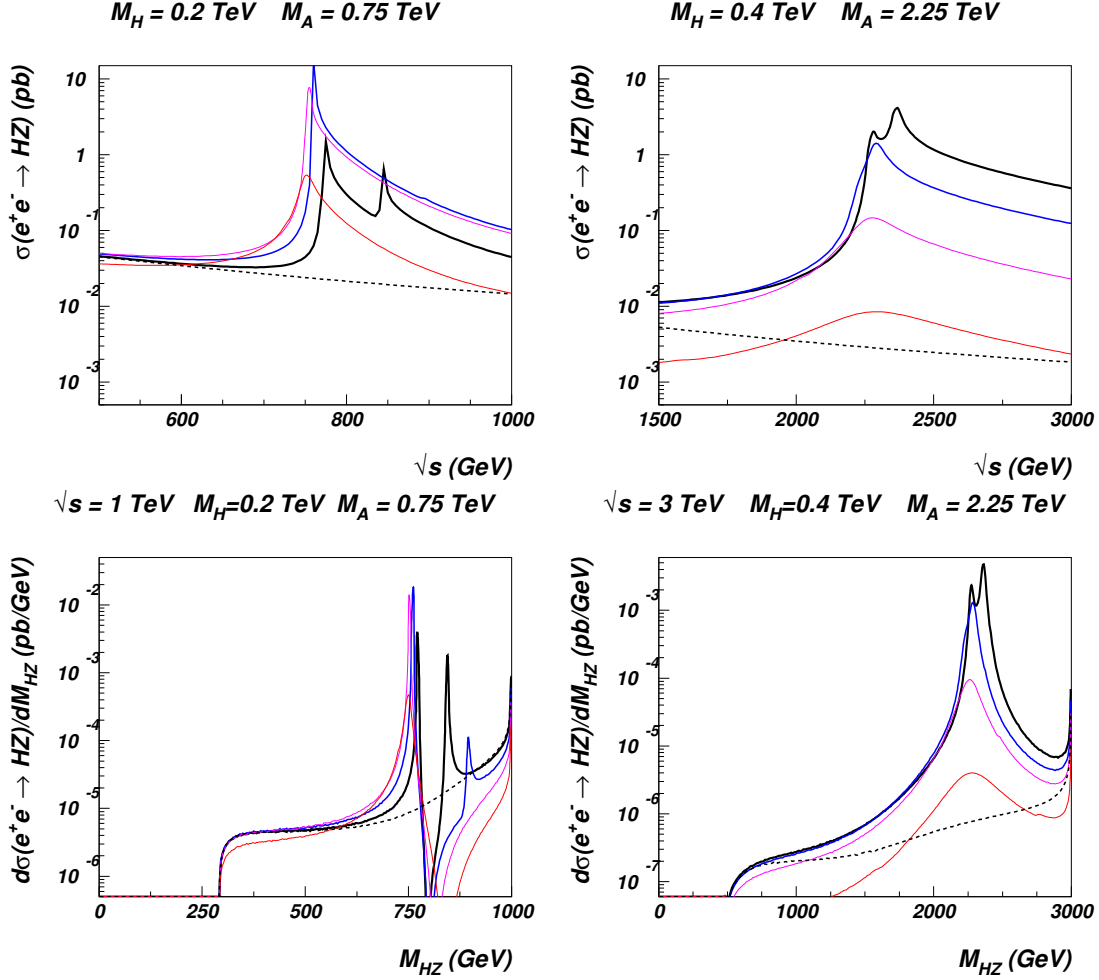 M_H = 0.2 TeV M_A = 0.75 TeV
σ(e⁺e⁻ → HZ) (pb)
10
1
10⁻¹
10⁻²
10⁻³
600 800 1000
√s (GeV)
M_H = 0.4 TeV M_A = 2.25 TeV
σ(e⁺e⁻ → HZ) (pb)
10
1
10⁻¹
10⁻²
10⁻³
1500 2000 2500 3000
√s (GeV)
√s = 1 TeV M_H=0.2 TeV M_A = 0.75 TeV
dσ(e⁺e⁻ → HZ)/dM_HZ (pb/GeV)
10⁻²
10⁻³
10⁻⁴
10⁻⁵
10⁻⁶
0 250 500 750 1000
M_HZ (GeV)
√s = 3 TeV M_H=0.4 TeV M_A = 2.25 TeV
dσ(e⁺e⁻ → HZ)/dM_HZ (pb/GeV)
10⁻³
10⁻⁴
10⁻⁵
10⁻⁶
10⁻⁷
0 1000 2000 3000
M_HZ (GeV)